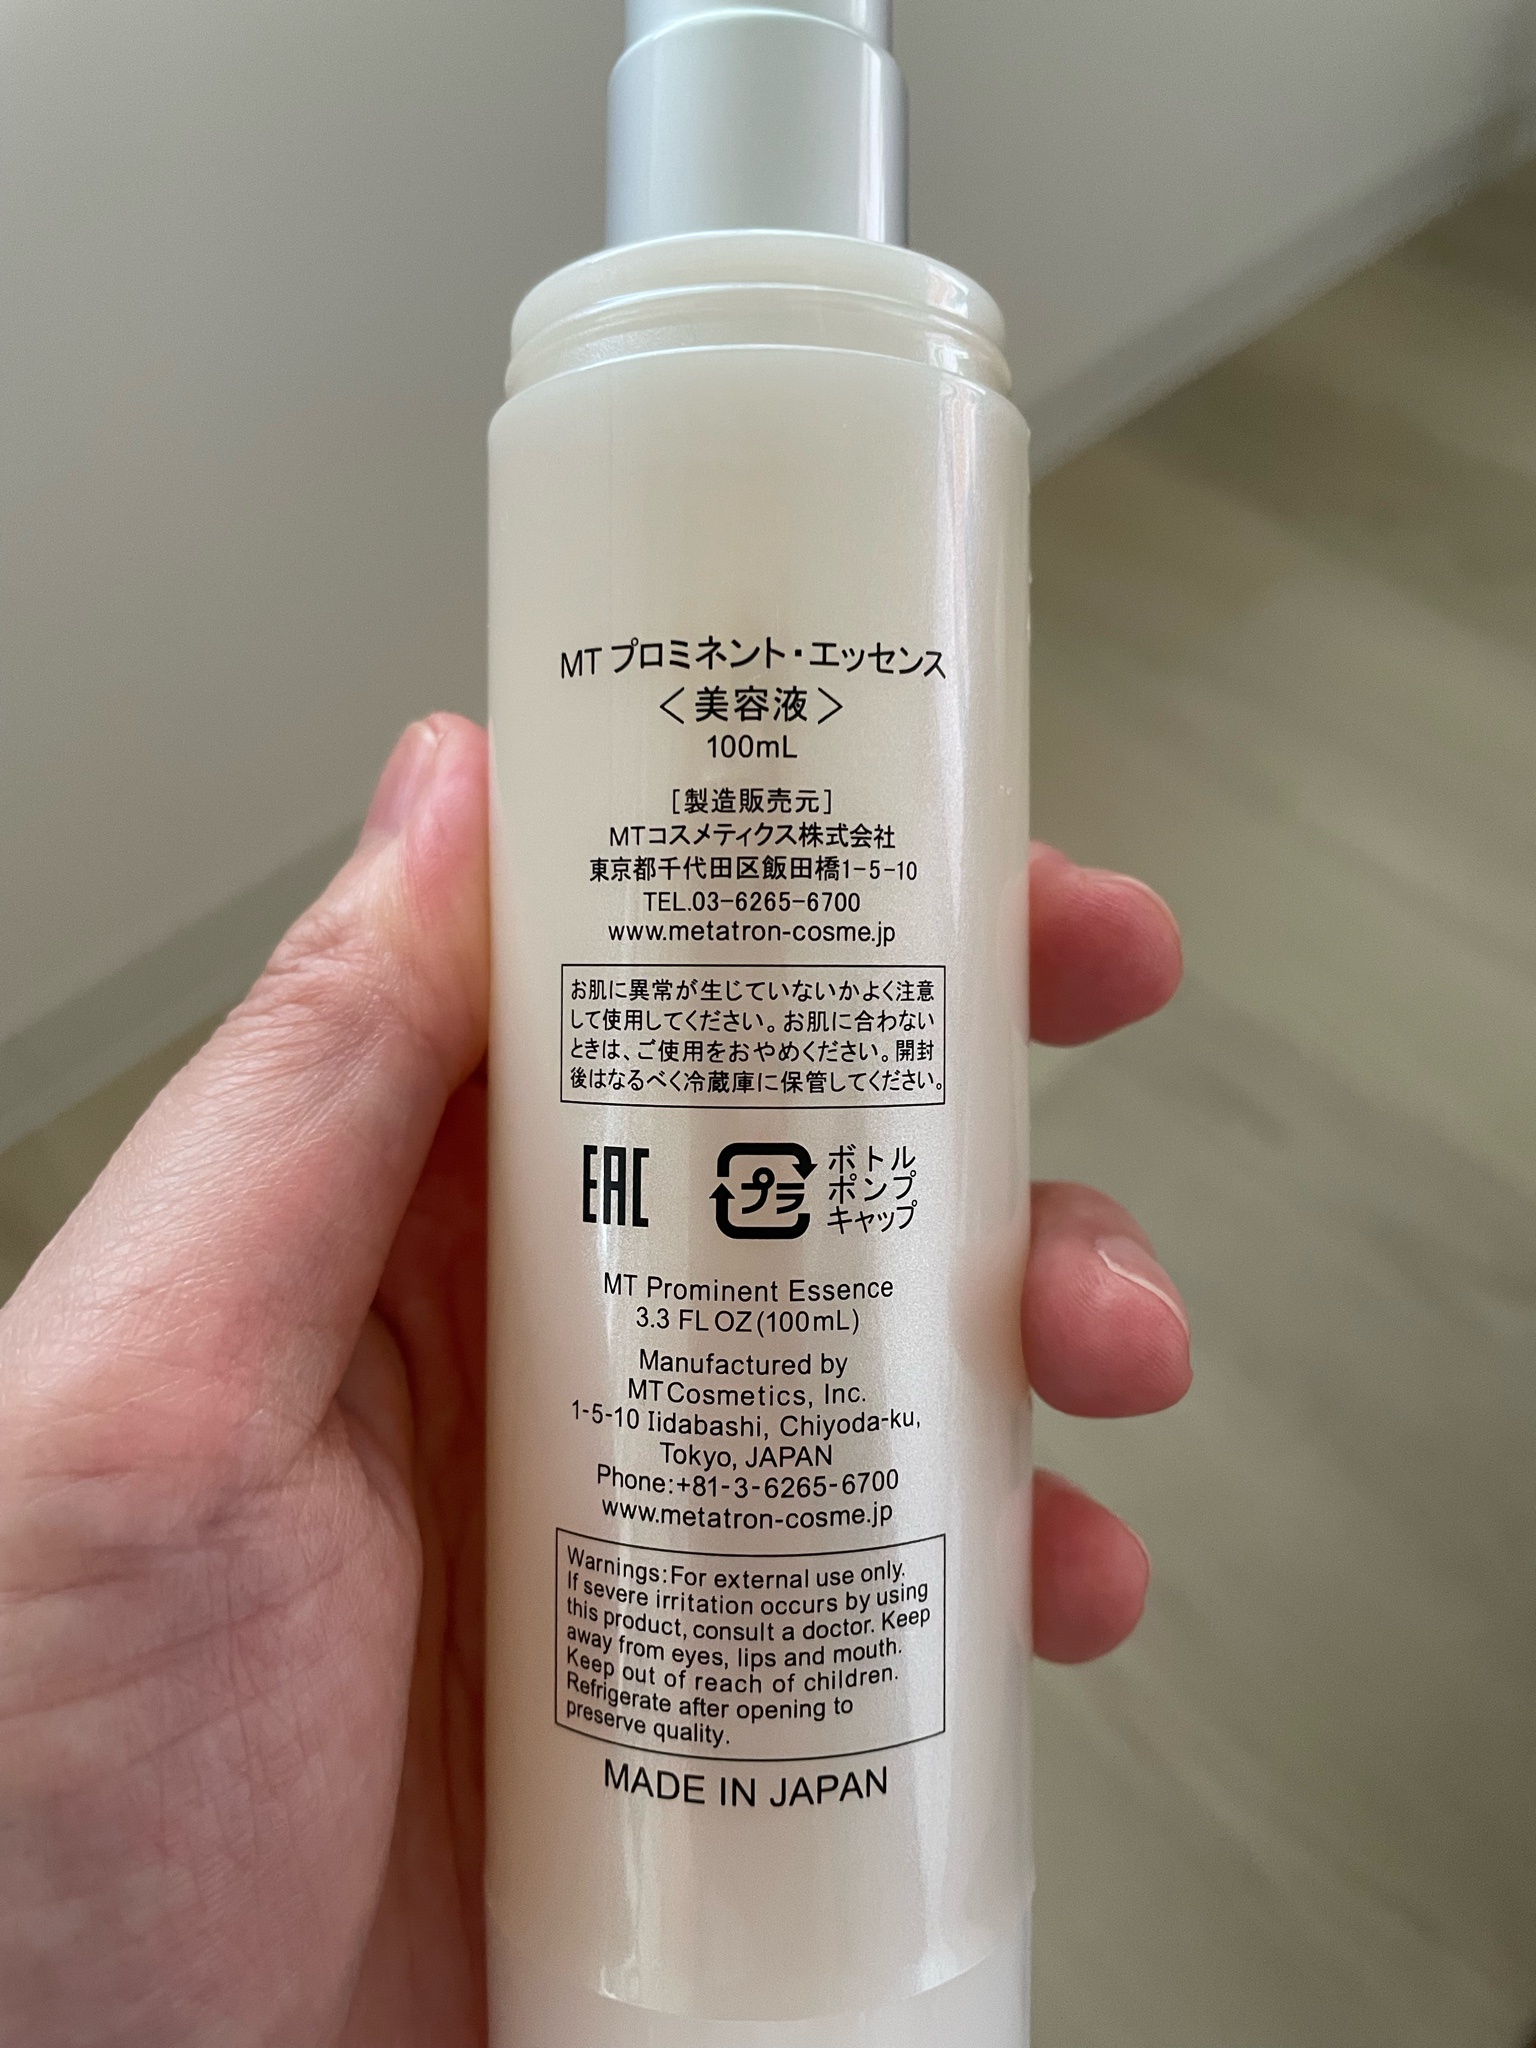 MT プロミネント・エッセンス
＜美容液＞
100mL
[製造販売元]
MTコスメティクス株式会社
東京都千代田区飯田橋1-5-10
TEL.03-6265-6700
www.metatron-cosme.jp
お肌に異常が生じていないかよく注意
して使用してください。お肌に合わない
ときは、ご使用をおやめください。開封
後はなるべく冷蔵庫に保管してください。
EAC
プラ
ボトル
ポンプ
キャップ
MT Prominent Essence
3.3 FL OZ (100mL)
Manufactured by
MT Cosmetics, Inc.
1-5-10 Iidabashi, Chiyoda-ku,
Tokyo, JAPAN
Phone:+81-3-6265-6700
www.metatron-cosme.jp
Warnings: For external use only.
If severe irritation occurs by using
this product, consult a doctor. Keep
away from eyes, lips and mouth.
Keep out of reach of children.
Refrigerate after opening to
preserve quality.
MADE IN JAPAN